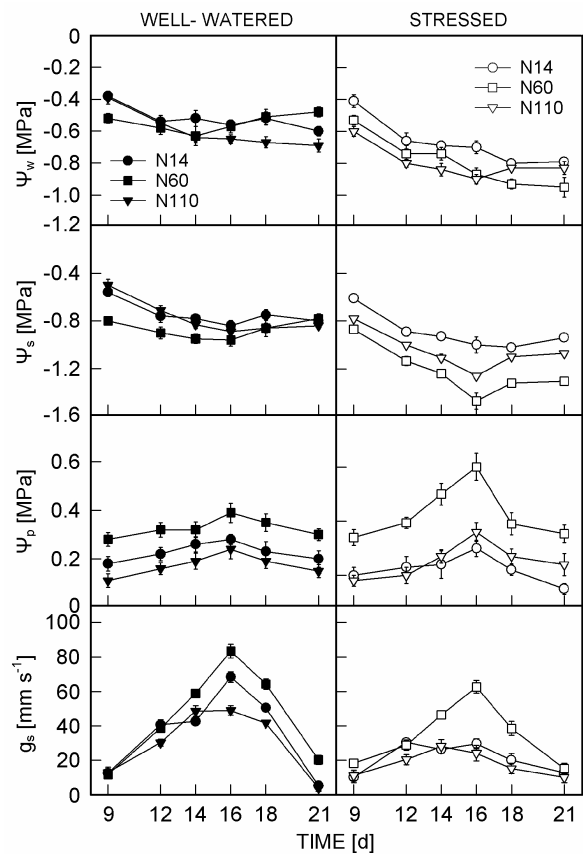 WELL- WATERED
STRESSED
0
-0.4
-0.6
-0.8
-1.0
-1.2
Ψw [MPa]
-0.2
N14
N60
N110
N14
N60
N110
-0.4
-0.8
-1.2
-1.6
Ψs [MPa]
0.6
0.4
0.2
0
Ψp [MPa]
80
60
40
20
0
gs [mm s-1]
9 12 14 16 18 21
9 12 14 16 18 21
TIME [d]